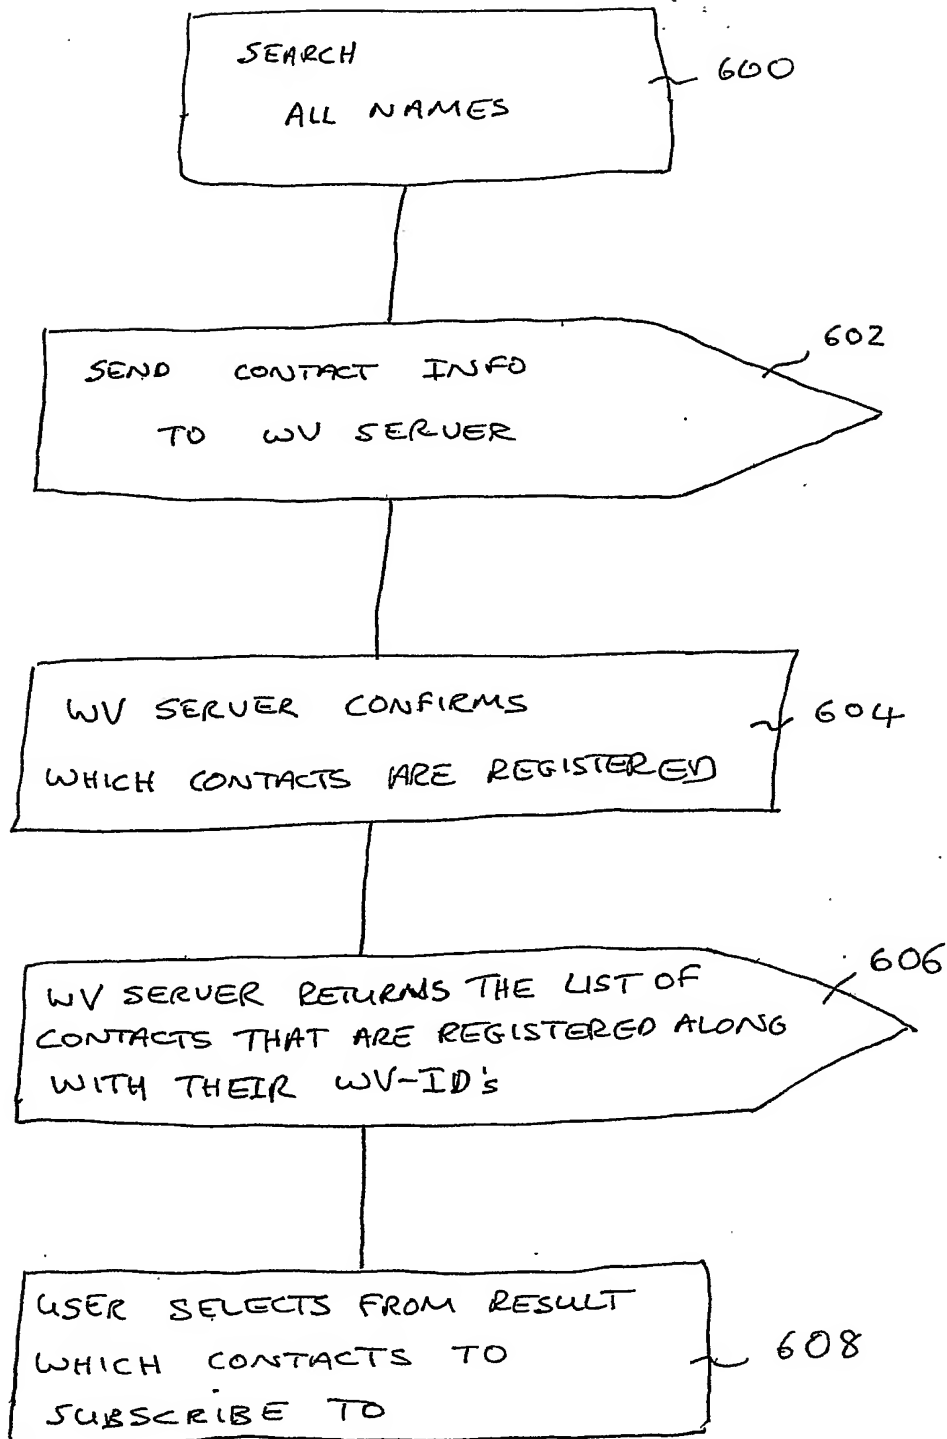 SEARCH
ALL NAMES
600
SEND CONTACT INFO
TO WV SERVER
602
WV SERVER CONFIRMS
WHICH CONTACTS ARE REGISTERED
604
WV SERVER RETURNS THE LIST OF
CONTACTS THAT ARE REGISTERED ALONG
WITH THEIR WV-ID's
606
USER SELECTS FROM RESULT
WHICH CONTACTS TO
SUBSCRIBE TO
608